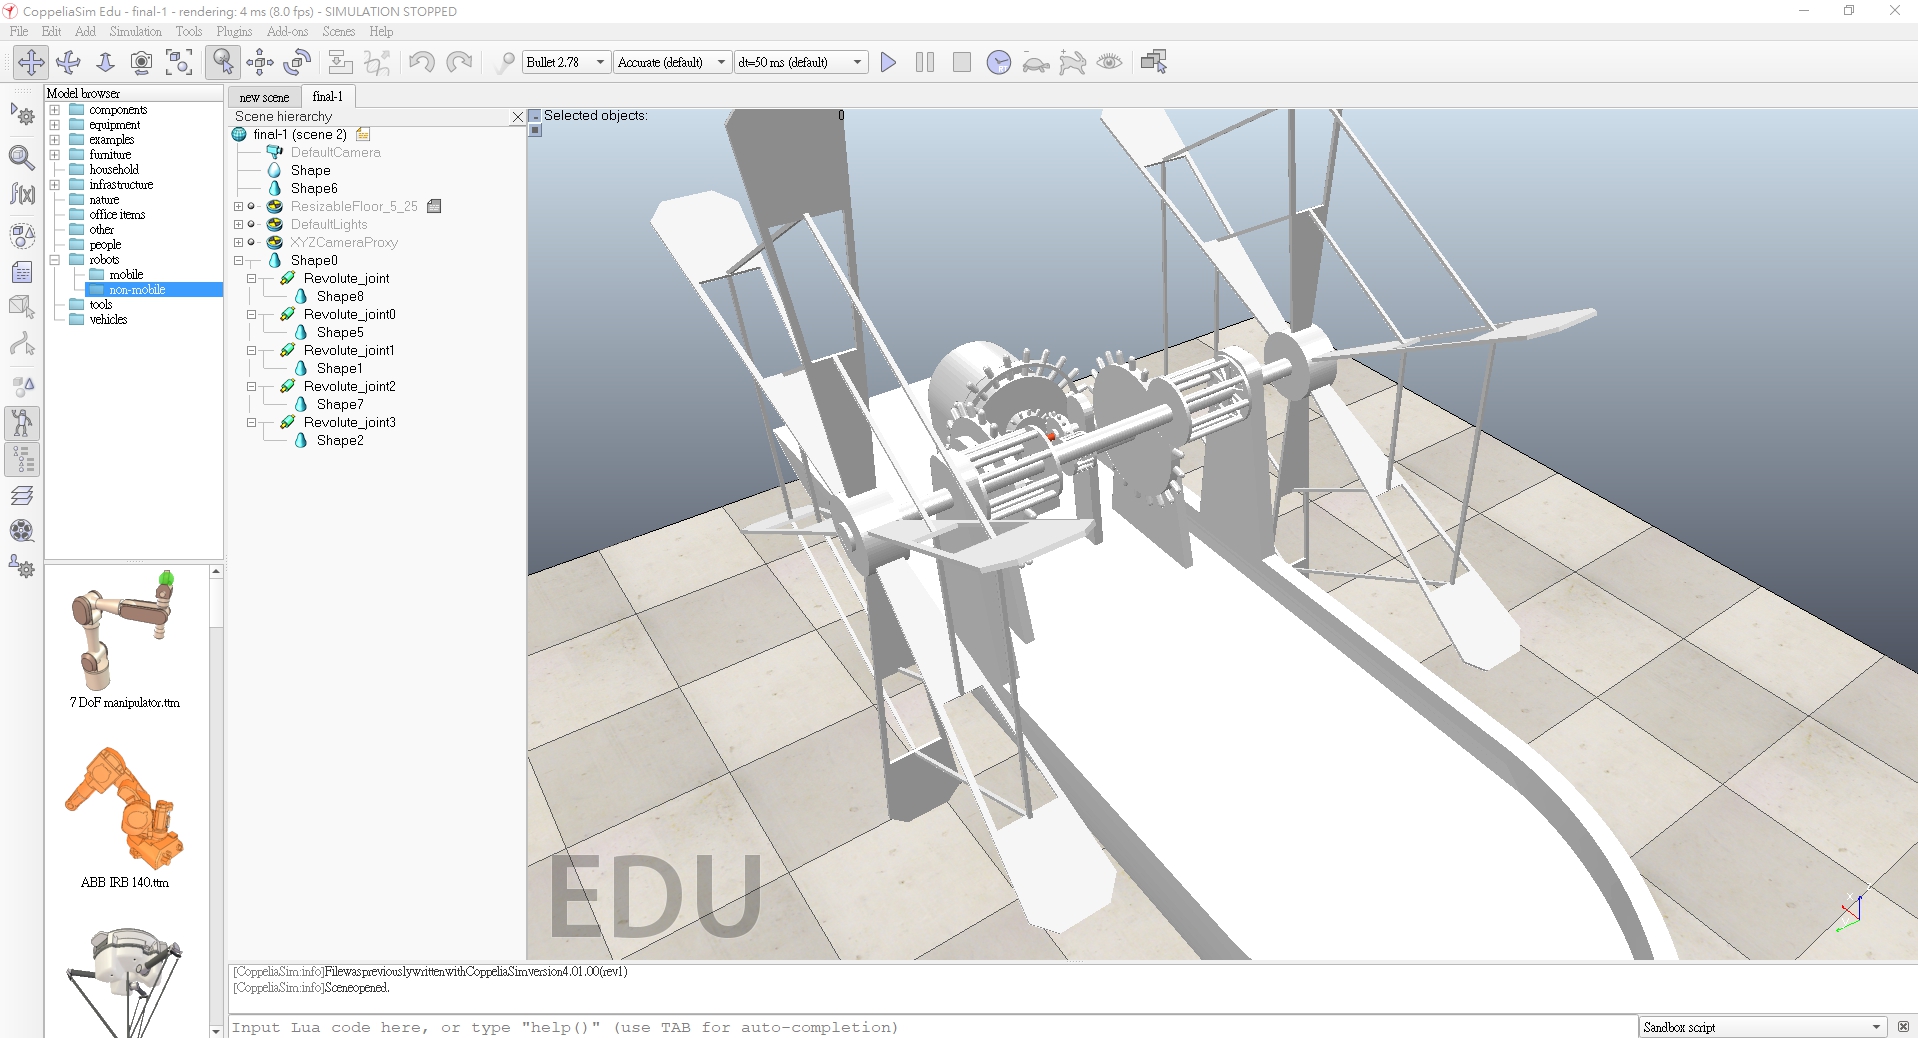 CoppeliaSim Edu - final-1 - rendering: 4 ms (8.0 fps) - SIMULATION STOPPED
File Edit Add Simulation Tools Plugins Add-ons Scenes Help
Bullet 2.78 Accurate (default) dt=50 ms (default)
RT
f(x)
Model browser
components
equipment
examples
furniture
household
infrastructure
nature
office items
other
people
robots
mobile
non-mobile
tools
vehicles
7 DoF manipulator.ttm
ABB IRB 140.ttm
new scene final-1
Scene hierarchy
final-1 (scene 2)
DefaultCamera
Shape
Shape6
ResizableFloor_5_25
DefaultLights
XYZCameraProxy
Shape0
Revolute_joint
Shape8
Revolute_joint0
Shape5
Revolute_joint1
Shape1
Revolute_joint2
Shape7
Revolute_joint3
Shape2
Selected objects: 0
EDU
[CoppeliaSim:info]FilewaspreviouslywrittenwithCoppeliaSimversion4.01.00(rev1)
[CoppeliaSim:info]Sceneopened.
Input Lua code here, or type "help()" (use TAB for auto-completion)
Sandbox script